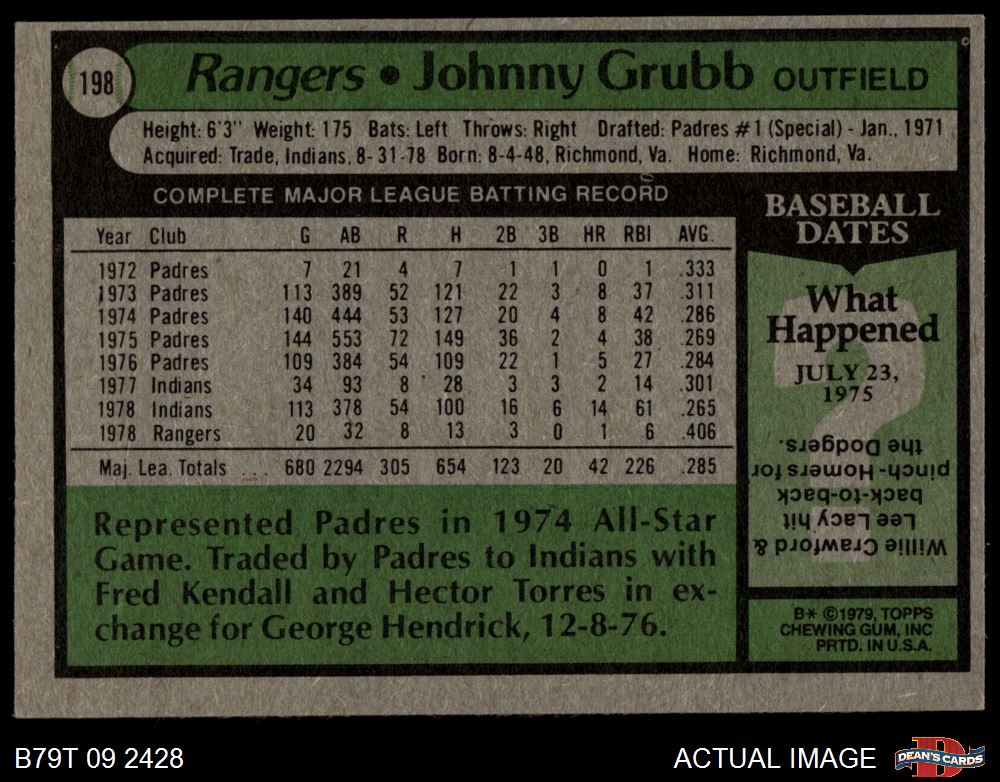 198
Rangers • Johnny Grubb OUTFIELD
Height: 6'3" Weight: 175 Bats: Left Throws: Right Drafted: Padres #1 (Special) - Jan., 1971
Acquired: Trade, Indians, 8-31-78 Born: 8-4-48, Richmond, Va. Home: Richmond, Va.
COMPLETE MAJOR LEAGUE BATTING RECORD
Year Club G AB R H 2B 3B HR RBI AVG.
1972 Padres 7 21 4 7 1 1 0 1 .333
1973 Padres 113 389 52 121 22 3 8 37 .311
1974 Padres 140 444 53 127 20 4 8 42 .286
1975 Padres 144 553 72 149 36 2 4 38 .269
1976 Padres 109 384 54 109 22 1 5 27 .284
1977 Indians 34 93 8 28 3 3 2 14 .301
1978 Indians 113 378 54 100 16 6 14 61 .265
1978 Rangers 20 32 8 13 3 0 1 6 .406
Maj. Lea. Totals ... 680 2294 305 654 123 20 42 226 .285
Represented Padres in 1974 All-Star
Game. Traded by Padres to Indians with
Fred Kendall and Hector Torres in ex-
change for George Hendrick, 12-8-76.
BASEBALL
DATES
What
Happened
JULY 23,
1975
Willie Crawford &
Lee Lacy hit
back-to-back
pinch-Homers for
the Dodgers.
B* ©1979, TOPPS
CHEWING GUM, INC
PRTD. IN U.S.A.
B79T 09 2428
ACTUAL IMAGE
D
DEAN'S CARDS